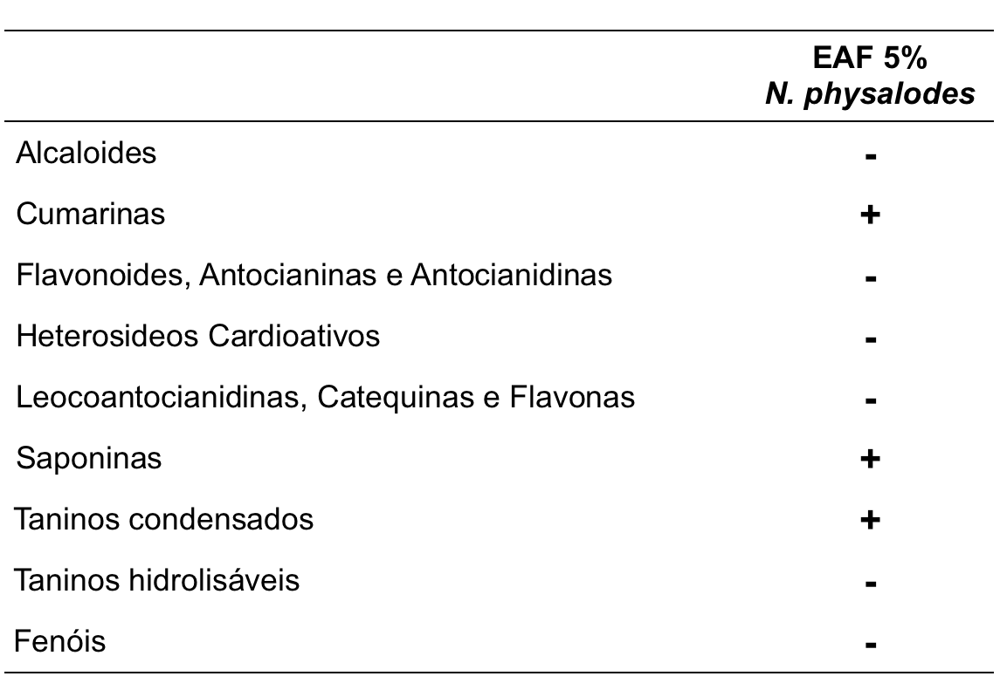 EAF 5%
N. physalodes
Alcaloides -
Cumarinas +
Flavonoides, Antocianinas e Antocianidinas -
Heterosideos Cardioativos -
Leocoantocianidinas, Catequinas e Flavonas -
Saponinas +
Taninos condensados +
Taninos hidrolisáveis -
Fenóis -